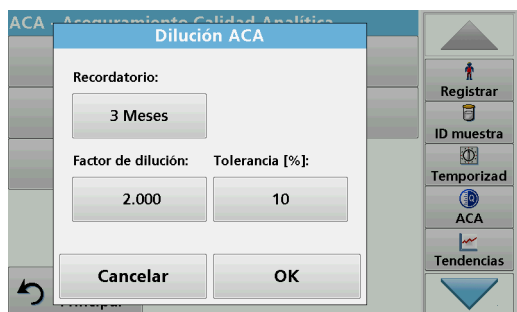 ACA - Aseguramiento Calidad Analítica
Dilución ACA
Recordatorio:
3 Meses
Factor de dilución: Tolerancia [%]:
2.000 10
Cancelar OK
Principal
Registrar
ID muestra
Temporizad
ACA
Tendencias